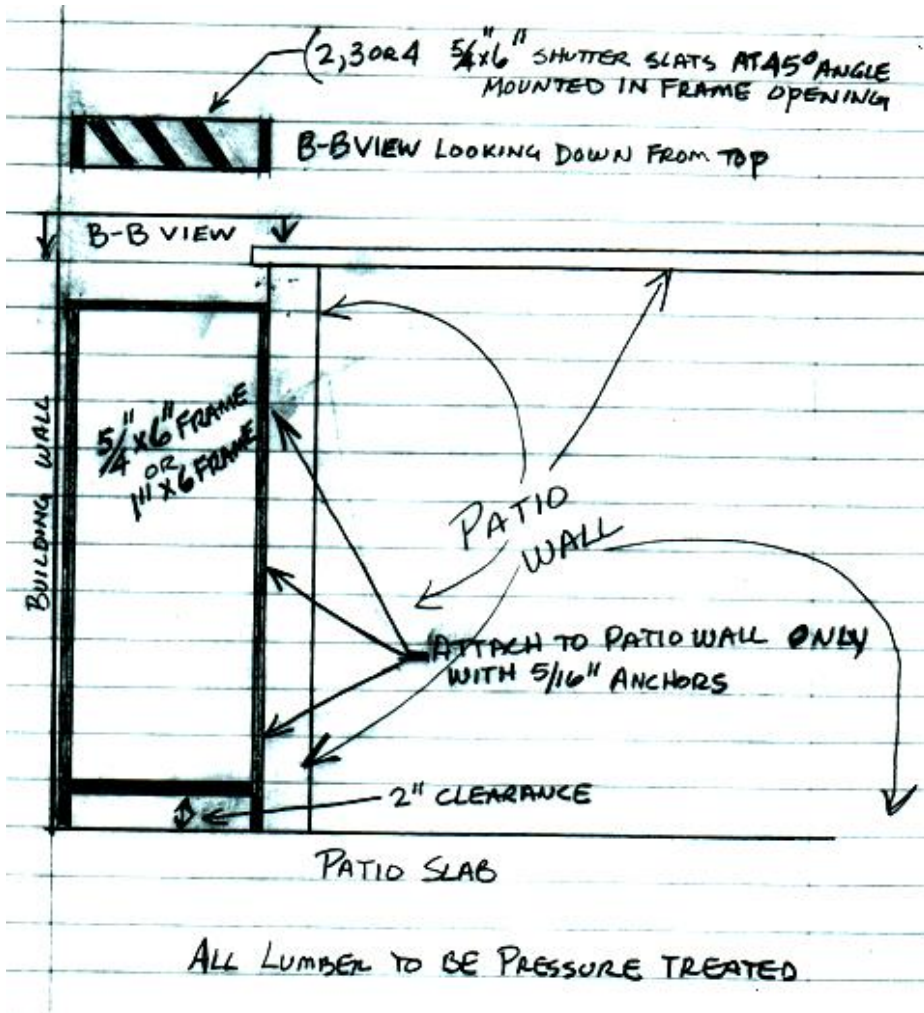 (2,3 OR 4 5/4"x6" SHUTTER SLATS AT 45° ANGLE
MOUNTED IN FRAME OPENING
B-B VIEW LOOKING DOWN FROM TOP
B-B VIEW
BUILDING WALL
5/4"x6" FRAME
OR
1"x6 FRAME
PATIO
WALL
ATTACH TO PATIO WALL ONLY
WITH 5/16" ANCHORS
2" CLEARANCE
PATIO SLAB
ALL LUMBER TO BE PRESSURE TREATED